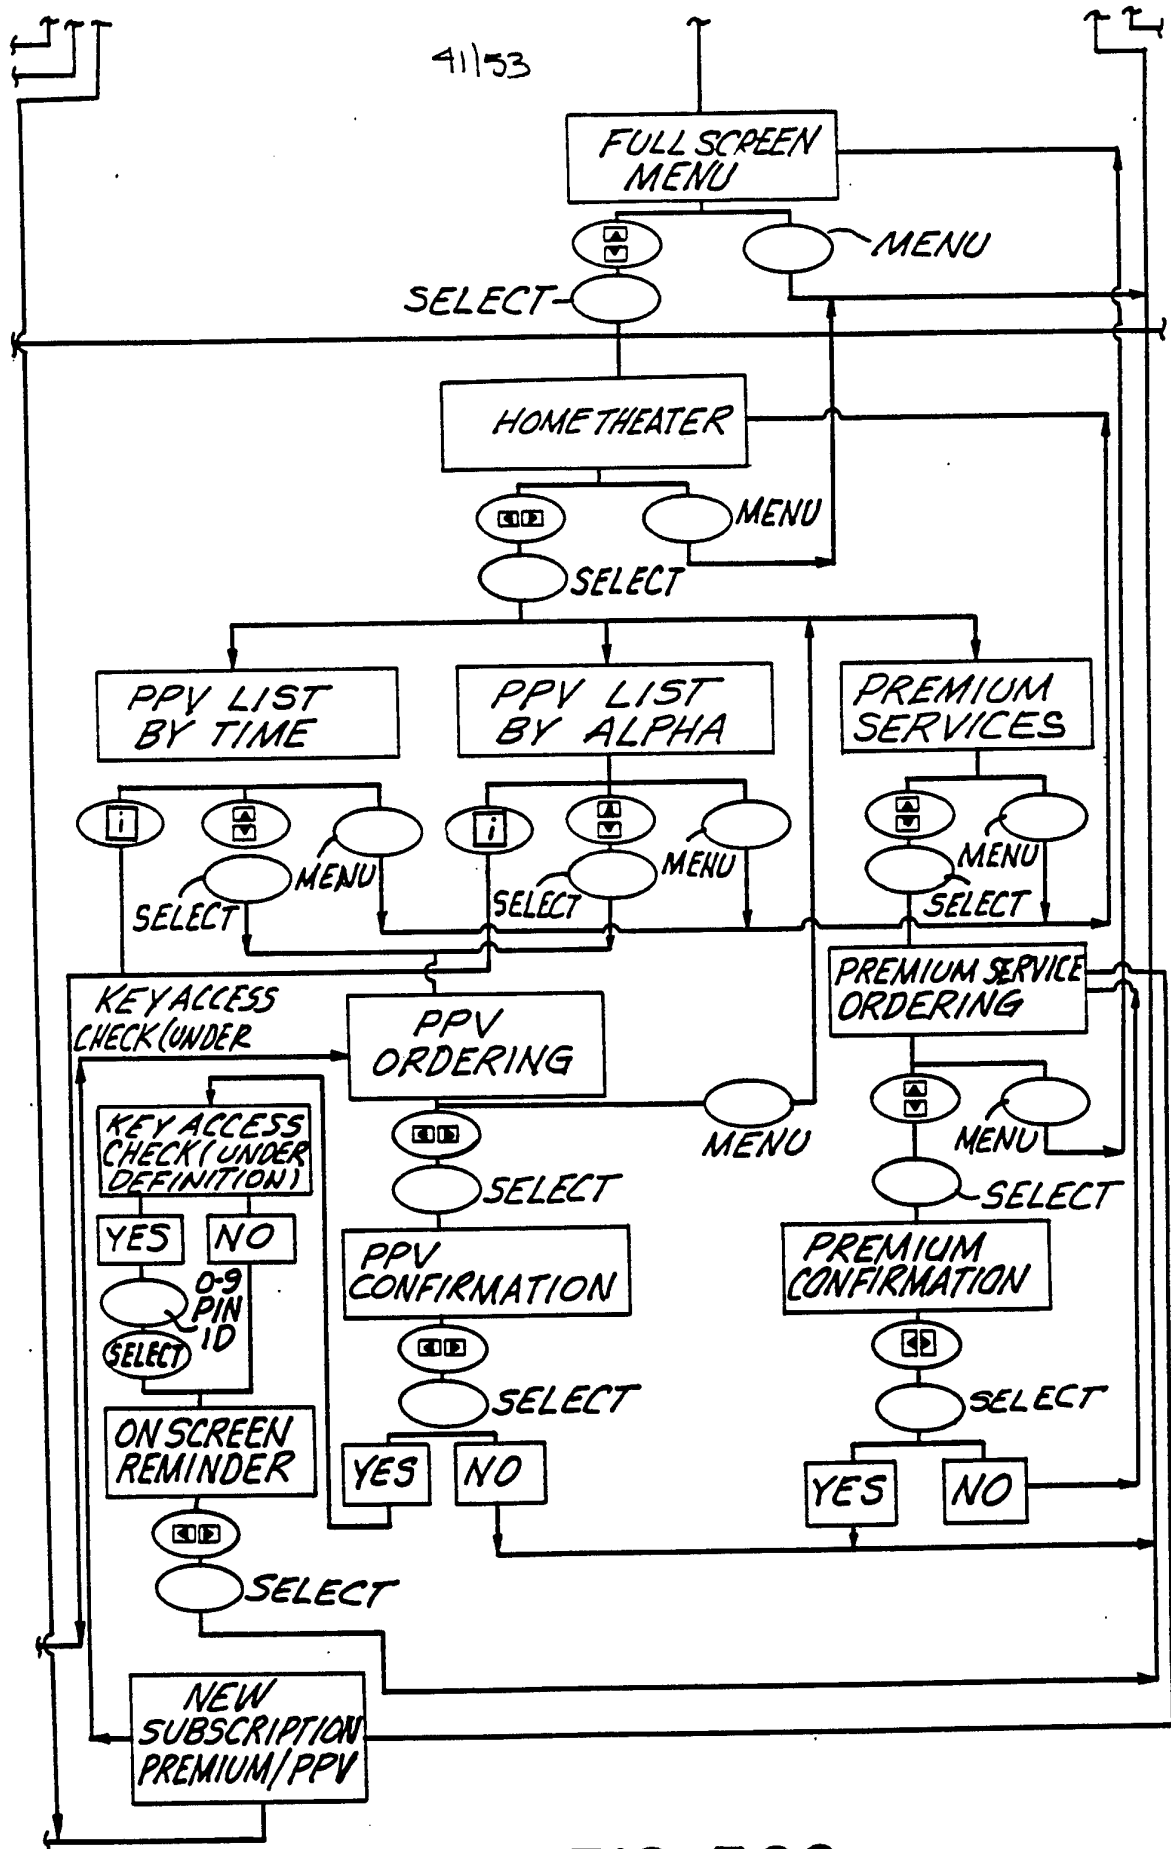 41/53
FULL SCREEN
MENU
MENU
SELECT
HOME THEATER
MENU
SELECT
PPV LIST
BY TIME
PPV LIST
BY ALPHA
PREMIUM
SERVICES
i
i
MENU
SELECT
MENU
SELECT
MENU
SELECT
KEY ACCESS
CHECK (UNDER
PPV
ORDERING
PREMIUM SERVICE
ORDERING
KEY ACCESS
CHECK (UNDER
DEFINITION)
MENU
MENU
SELECT
SELECT
YES
NO
PPV
CONFIRMATION
PREMIUM
CONFIRMATION
0-9
PIN
ID
SELECT
SELECT
SELECT
ON SCREEN
REMINDER
YES
NO
YES
NO
SELECT
NEW
SUBSCRIPTION
PREMIUM/PPV